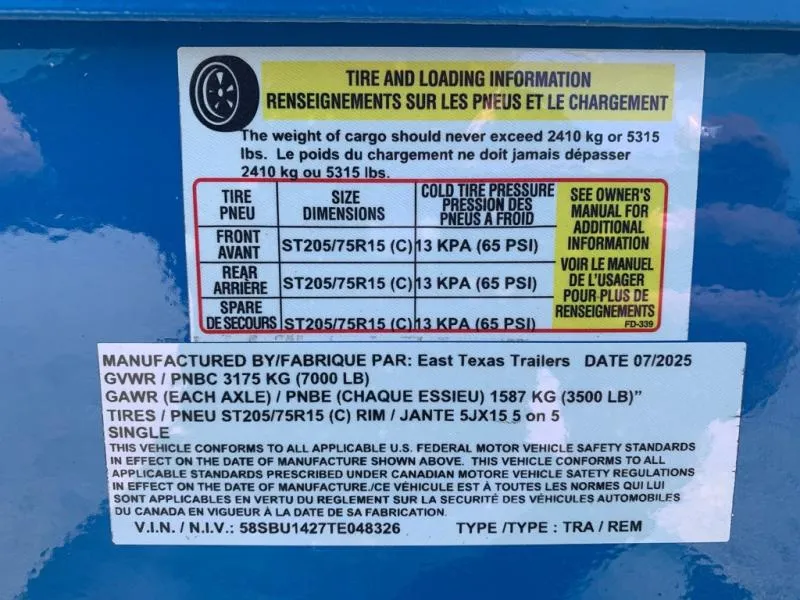 TIRE AND LOADING INFORMATION
RENSEIGNEMENTS SUR LES PNEUS ET LE CHARGEMENT
The weight of cargo should never exceed 2410 kg or 5315
lbs. Le poids du chargement ne doit jamais dépasser
2410 kg ou 5315 lbs.
TIRE PNEU SIZE DIMENSIONS COLD TIRE PRESSURE PRESSION DES PNEUS A FROID
FRONT AVANT ST205/75R15 (C) 13 KPA (65 PSI)
REAR ARRIÈRE ST205/75R15 (C) 13 KPA (65 PSI)
SPARE DE SECOURS ST205/75R15 (C) 13 KPA (65 PSI)
SEE OWNER'S
MANUAL FOR
ADDITIONAL
INFORMATION
VOIR LE MANUEL
DE L'USAGER
POUR PLUS DE
RENSEIGNEMENTS
FD-339
MANUFACTURED BY/FABRIQUE PAR: East Texas Trailers DATE 07/2025
GVWR / PNBC 3175 KG (7000 LB)
GAWR (EACH AXLE) / PNBE (CHAQUE ESSIEU) 1587 KG (3500 LB)"
TIRES / PNEU ST205/75R15 (C) RIM / JANTE 5JX15 5 on 5
SINGLE
THIS VEHICLE CONFORMS TO ALL APPLICABLE U.S. FEDERAL MOTOR VEHICLE SAFETY STANDARDS
IN EFFECT ON THE DATE OF MANUFACTURE SHOWN ABOVE. THIS VEHICLE CONFORMS TO ALL
APPLICABLE STANDARDS PRESCRIBED UNDER CANADIAN MOTORE VEHICLE SAFETY REGULATIONS
IN EFFECT ON THE DATE OF MANUFACTURE./CE VÉHICULE EST À TOUTES LES NORMES QUI LUI
SONT APPLICABLES EN VERTU DU REGLEMENT SUR LA SECURITÉ DES VÉHICULES AUTOMOBILES
DU CANADA EN VIGUEUR À LA DATE DE SA FABRICATION.
V.I.N. / N.I.V.: 58SBU1427TE048326 TYPE /TYPE : TRA / REM